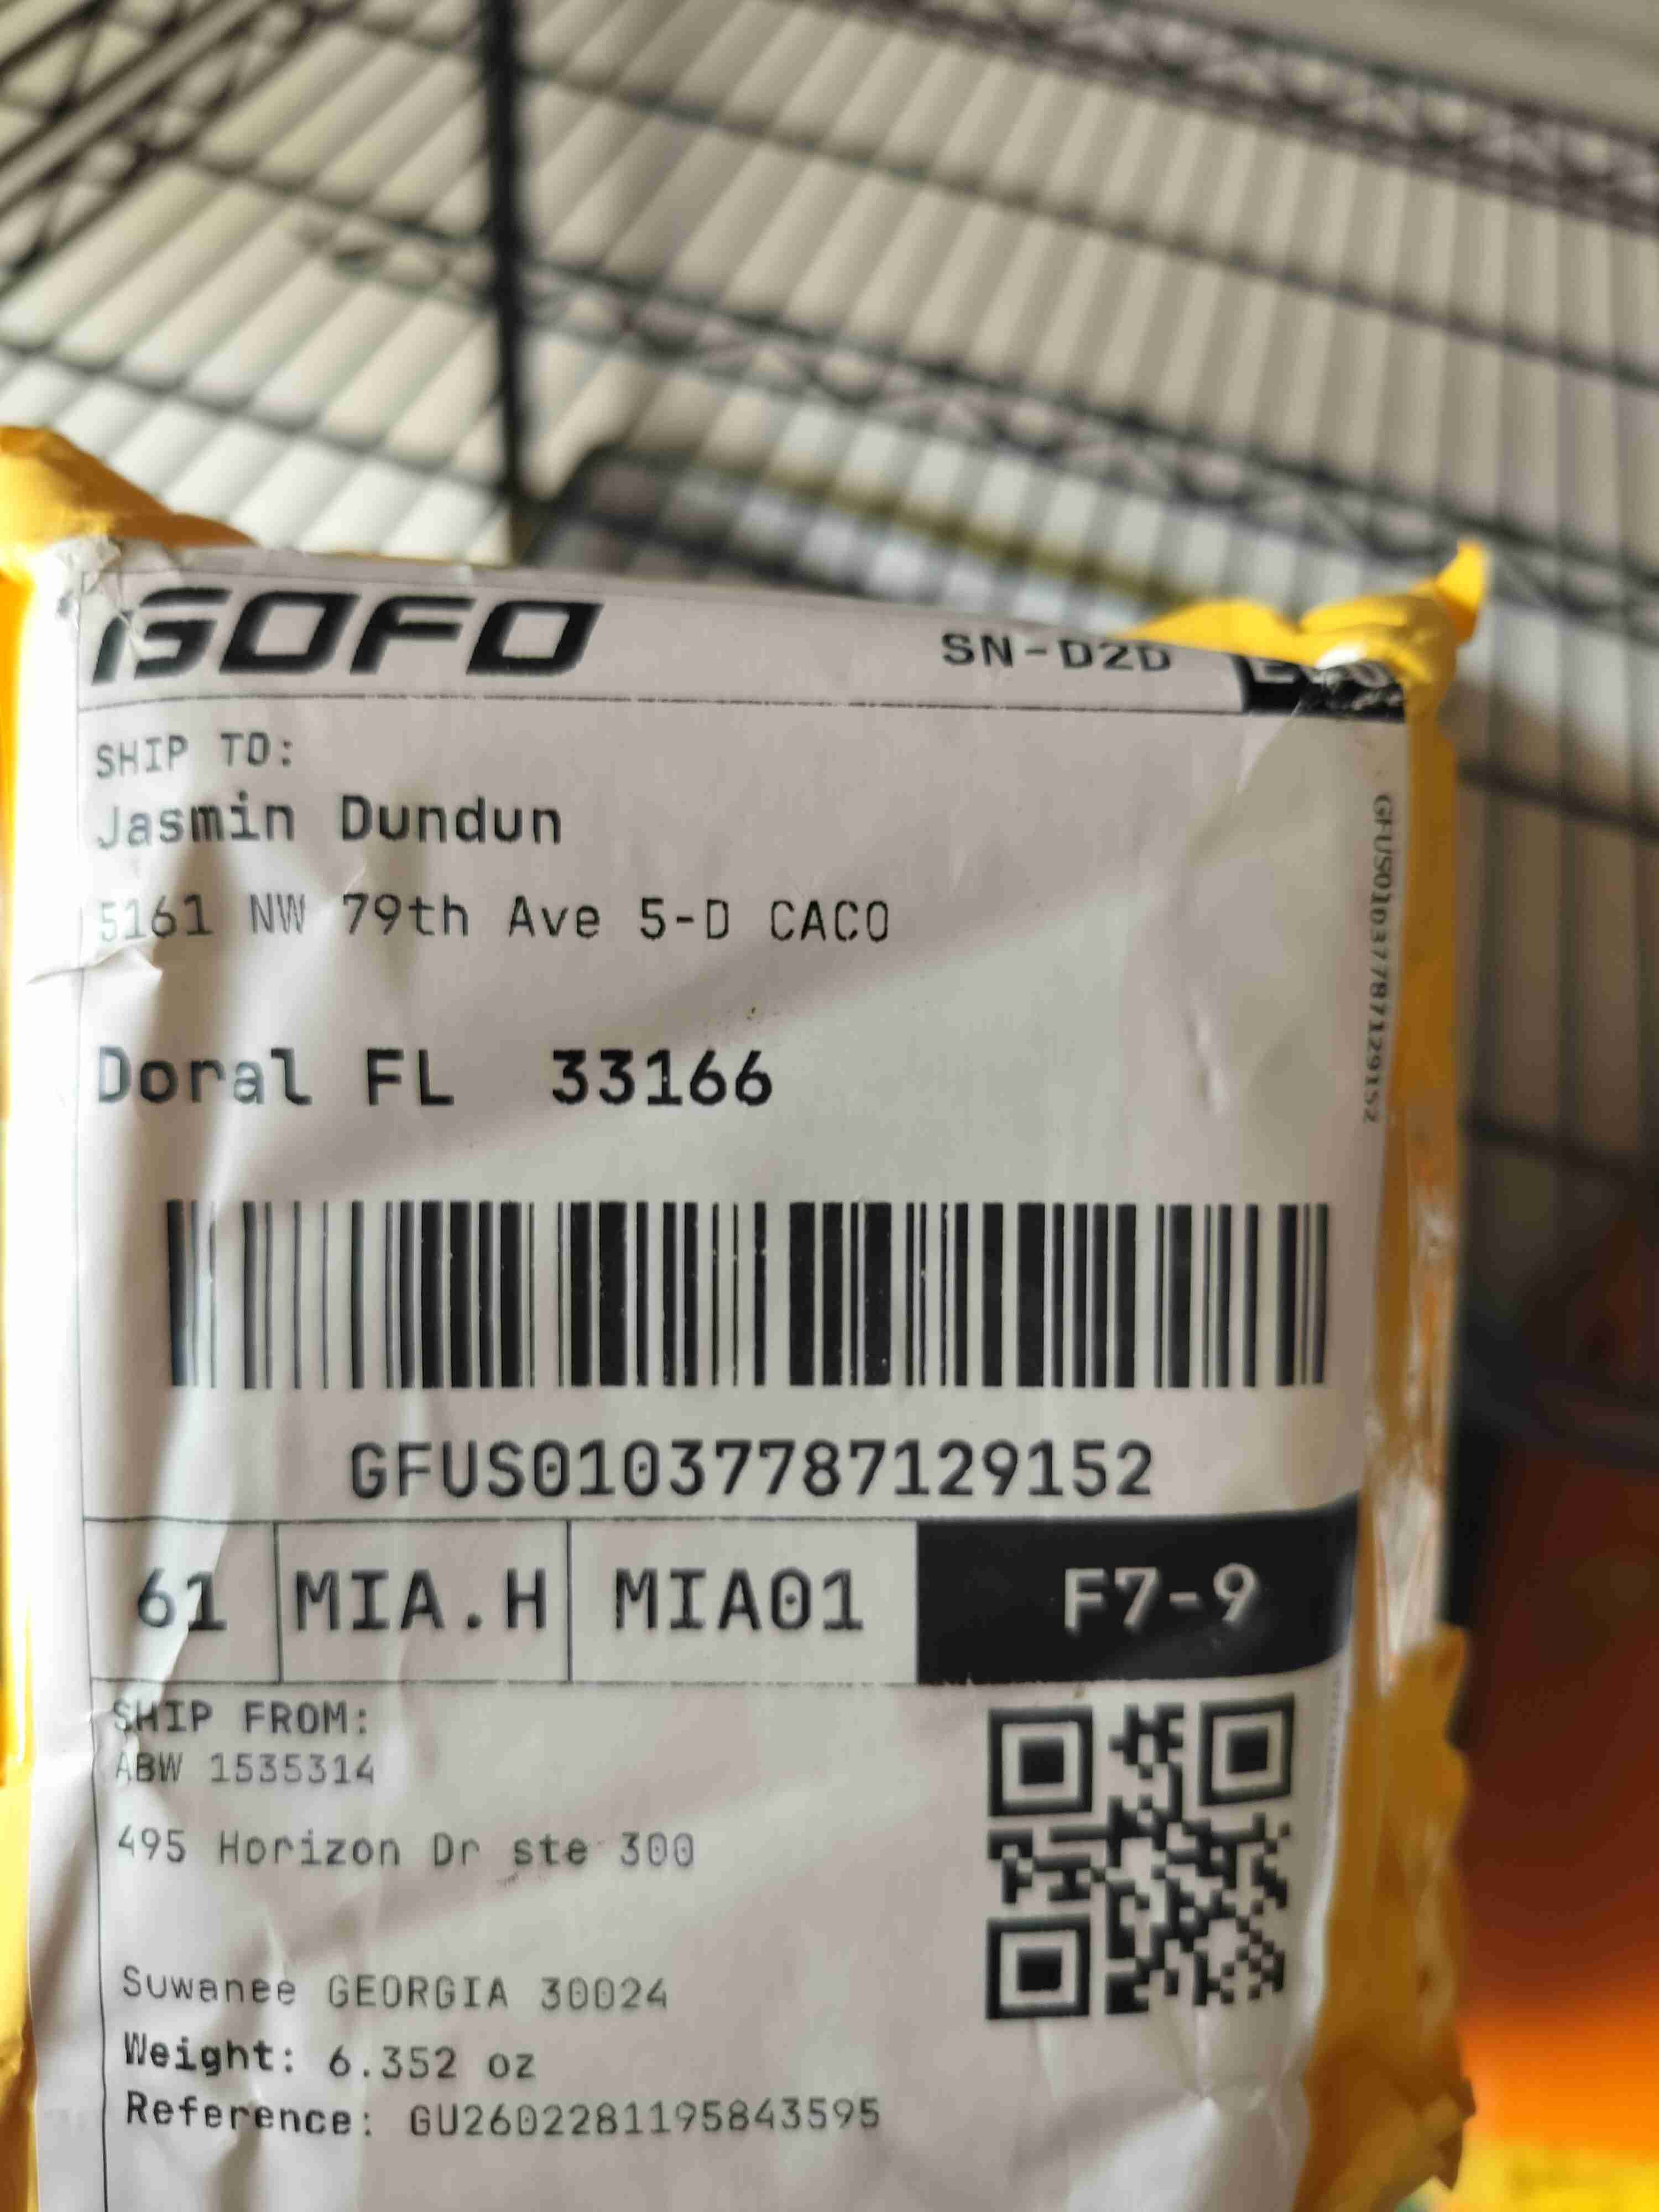 GOFO
SN-D2D
SHIP TO:
Jasmin Dundun
5161 NW 79th Ave 5-D CACO
Doral FL 33166
GFUS01037787129152
GFUS01037787129152
61 MIA.H MIA01 F7-9
SHIP FROM:
ABW 1535314
495 Horizon Dr ste 300
Suwanee GEORGIA 30024
Weight: 6.352 oz
Reference: GU2602281195843595